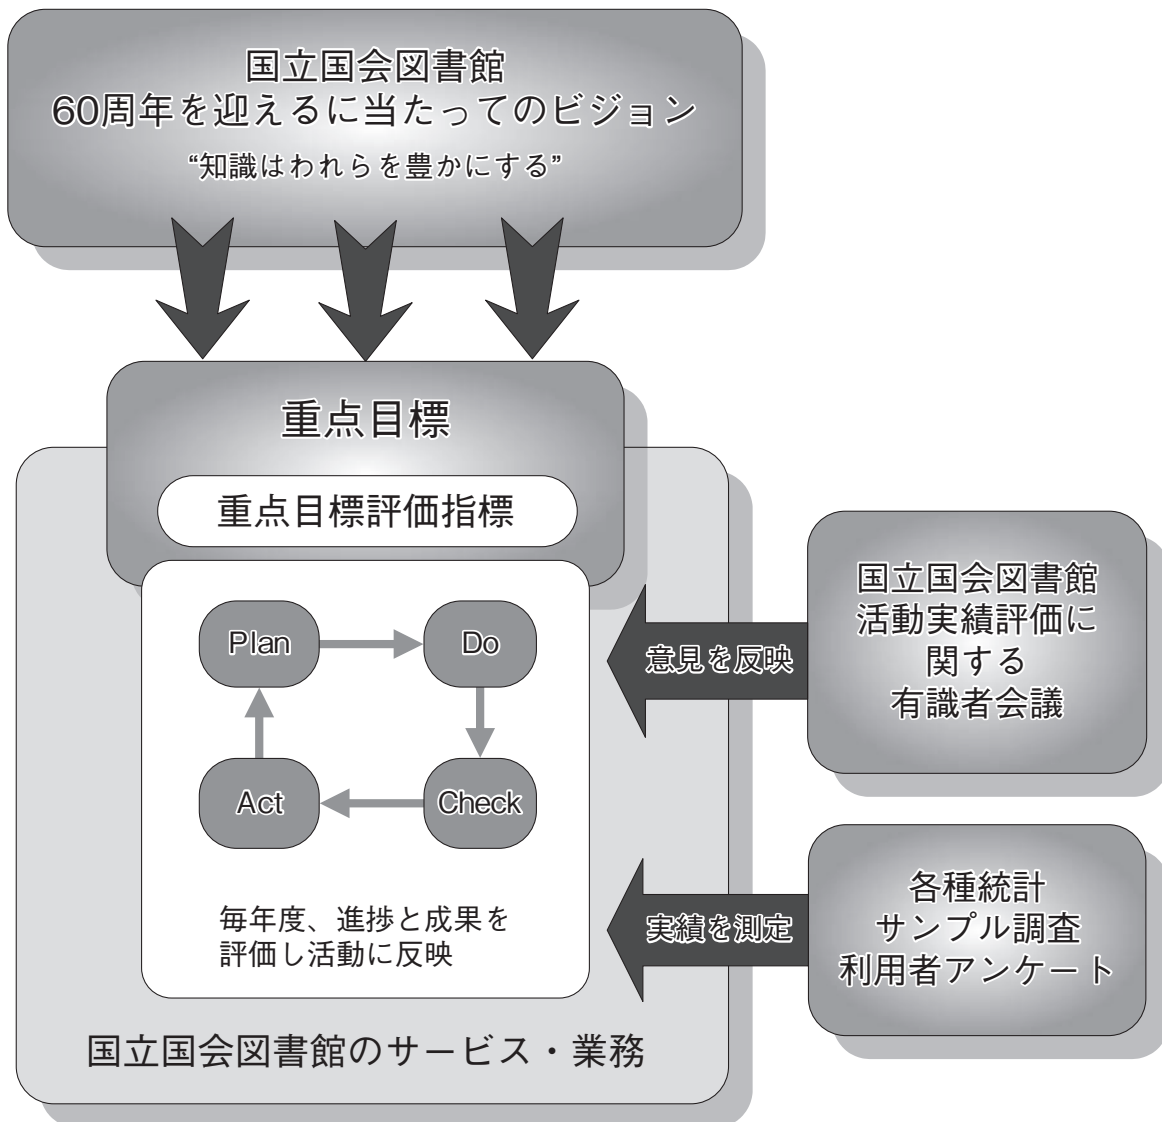 国立国会図書館
60周年を迎えるに当たってのビジョン
“知識はわれらを豊かにする”
重点目標
重点目標評価指標
Plan
Do
Act
Check
毎年度、進捗と成果を
評価し活動に反映
国立国会図書館のサービス・業務
意見を反映
国立国会図書館
活動実績評価に
関する
有識者会議
実績を測定
各種統計
サンプル調査
利用者アンケート